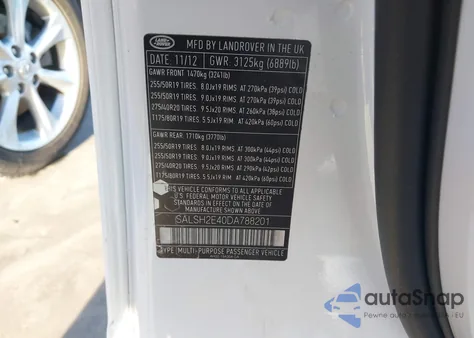 LAND ROVER
MFD BY LANDROVER IN THE UK
DATE 11/12 GWR 3125kg (6889lb)
GAWR FRONT 1470kg (3241lb)
255/50R19 TIRES 8.0Jx19 RIMS AT 270kPa (39psi) COLD
255/50R19 TIRES 9.0Jx19 RIMS AT 270kPa (39psi) COLD
275/40R20 TIRES 9.5Jx20 RIMS AT 260kPa (38psi) COLD
T175/80R19 TIRES 5.5Jx19 RIM AT 420kPa (60psi) COLD
GAWR REAR: 1710kg (3770lb)
255/50R19 TIRES 8.0Jx19 RIMS AT 300kPa (44psi) COLD
255/50R19 TIRES 9.0Jx19 RIMS AT 300kPa (44psi) COLD
275/40R20 TIRES 9.5Jx20 RIMS AT 290kPa (42psi) COLD
T175/80R19 TIRES 5.5Jx19 RIM AT 420kPa (60psi) COLD
THIS VEHICLE CONFORMS TO ALL APPLICABLE
U.S. FEDERAL MOTOR VEHICLE SAFETY STANDARDS IN EFFECT
ON THE DATE OF MANUFACTURE SHOWN ABOVE
SALSH2E40DA788201
TYPE (MULTI-PURPOSE PASSENGER VEHICLE)
autoSnap